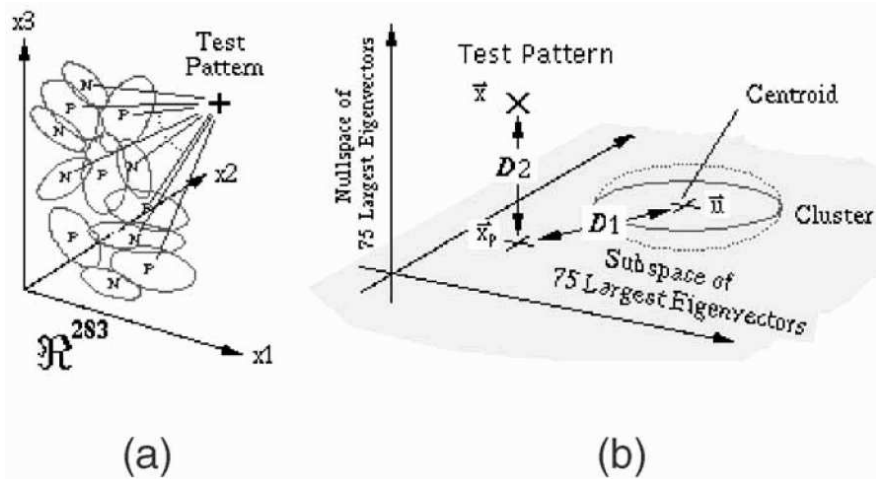 x3
Test
Pattern
N
P
P
N
N
P
N
x2
P
P
N
P
N
ℜ²⁸³
x1
(a)
Nullspace of
75 Largest Eigenvectors
Test Pattern
x⃗
D2
x⃗ₚ
D1
Centroid
u⃗
Cluster
Subspace of
75 Largest Eigenvectors
(b)